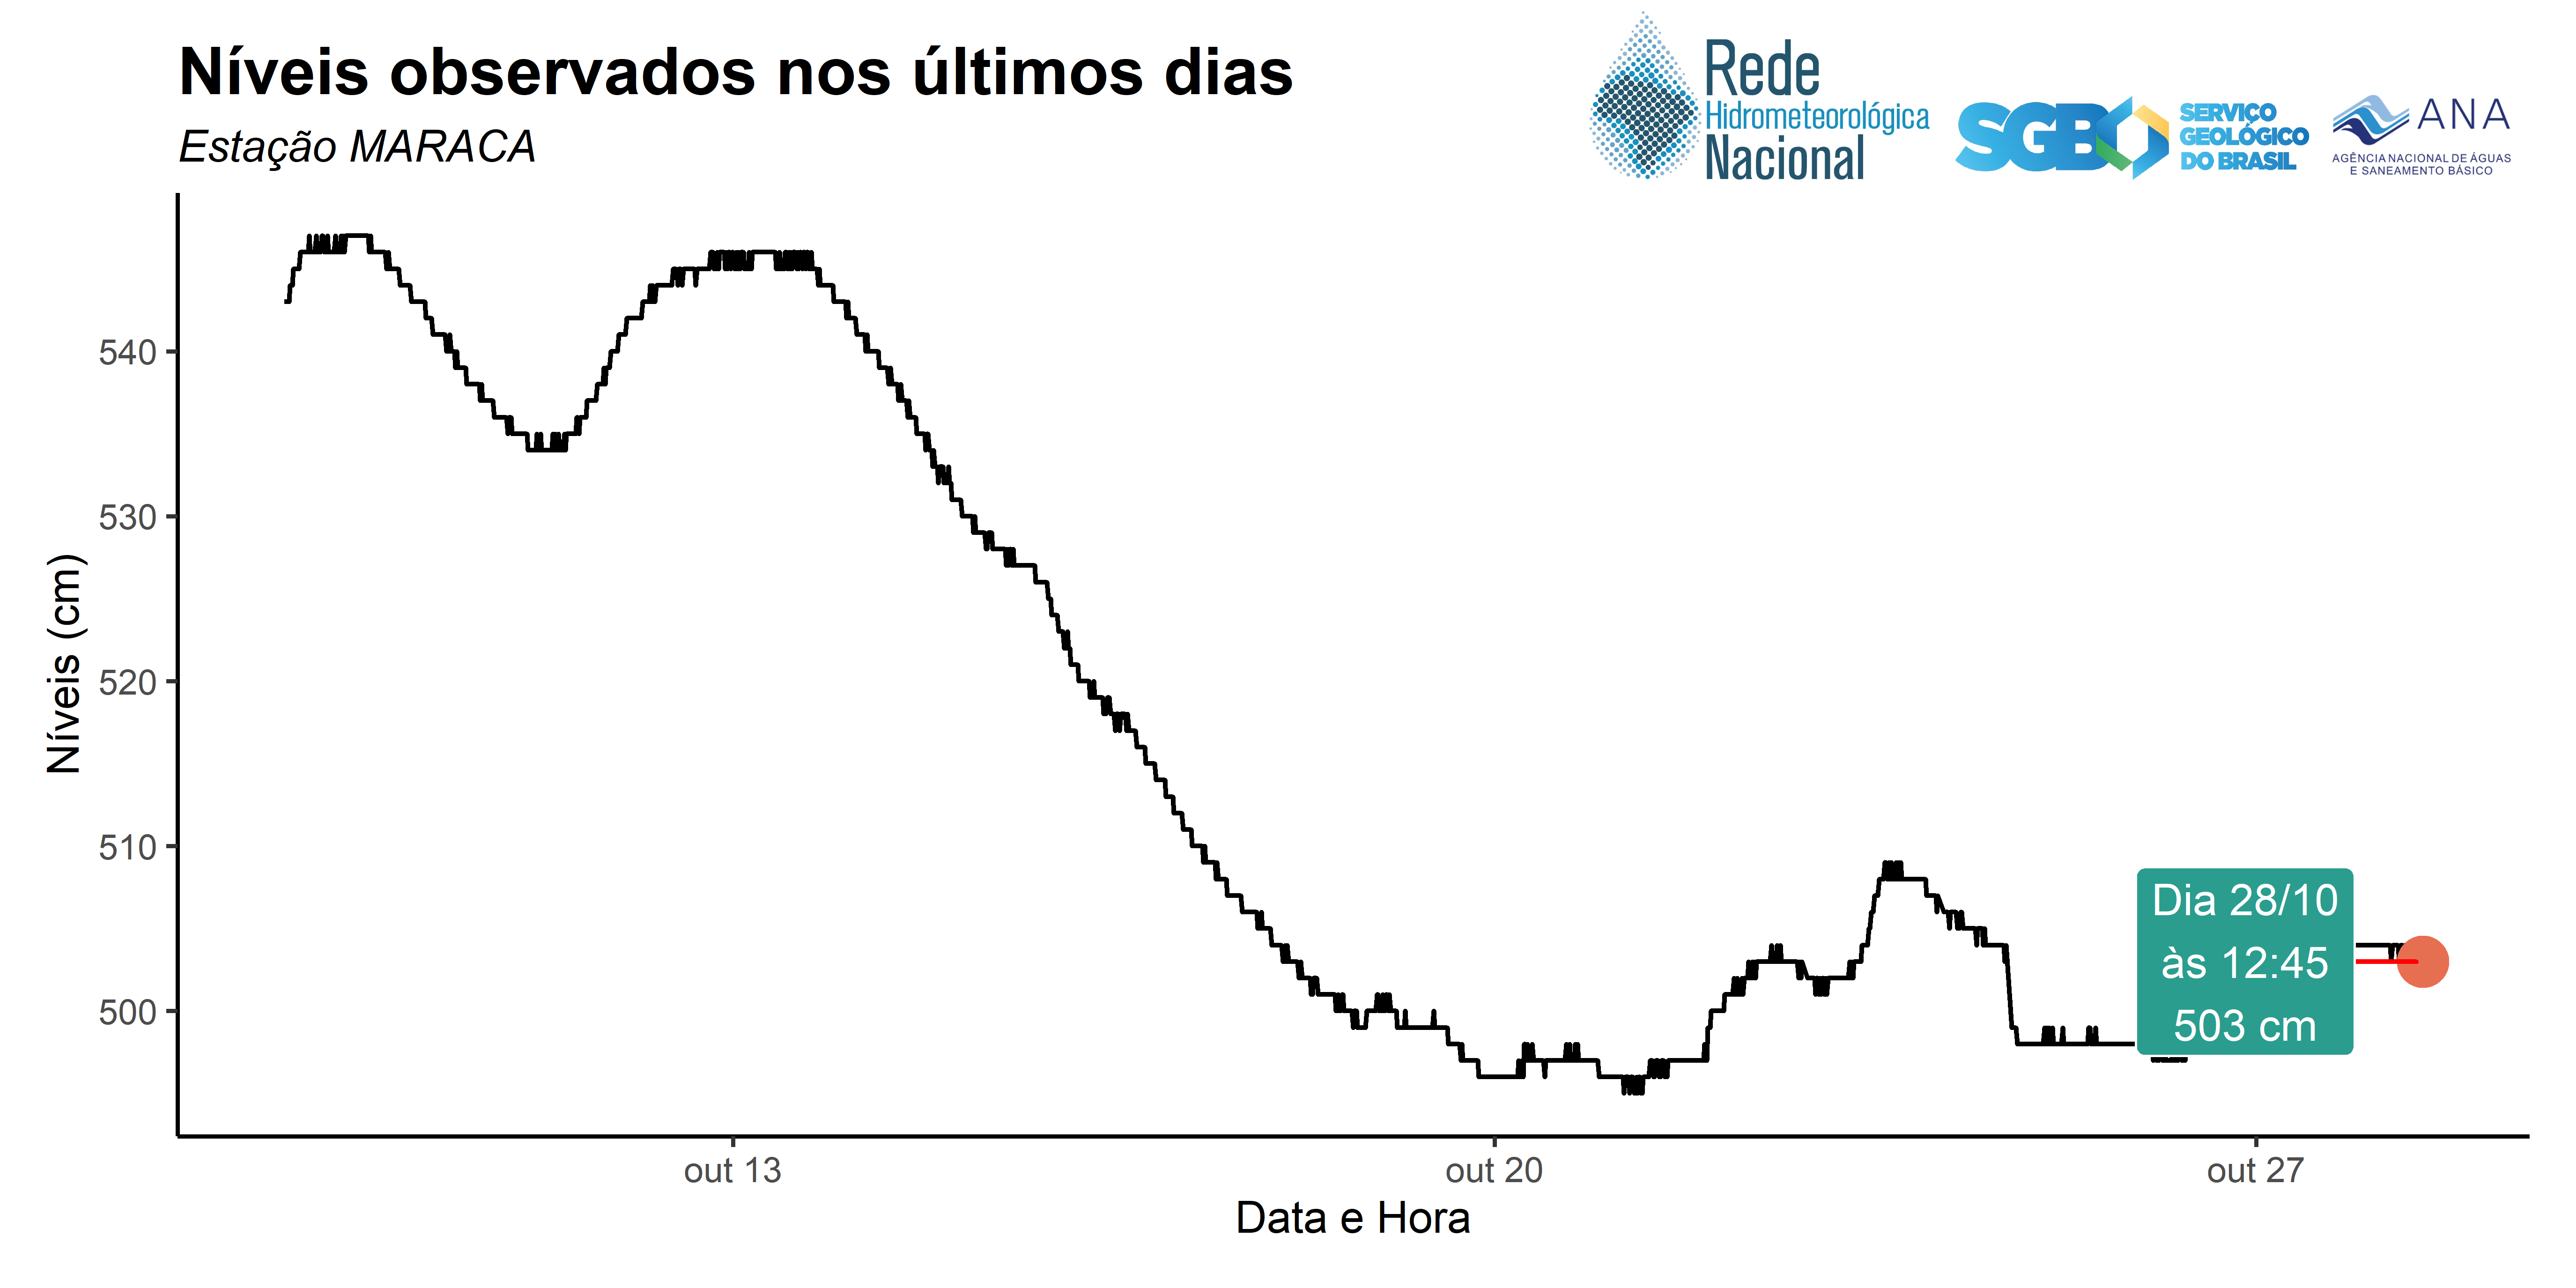 Níveis observados nos últimos dias
Estação MARACA
Rede
Hidrometeorológica
Nacional
SGB
SERVIÇO
GEOLÓGICO
DO BRASIL
ANA
AGÊNCIA NACIONAL DE ÁGUAS
E SANEAMENTO BÁSICO
Níveis (cm)
540
530
520
510
500
Dia 28/10
às 12:45
503 cm
out 13
out 20
out 27
Data e Hora